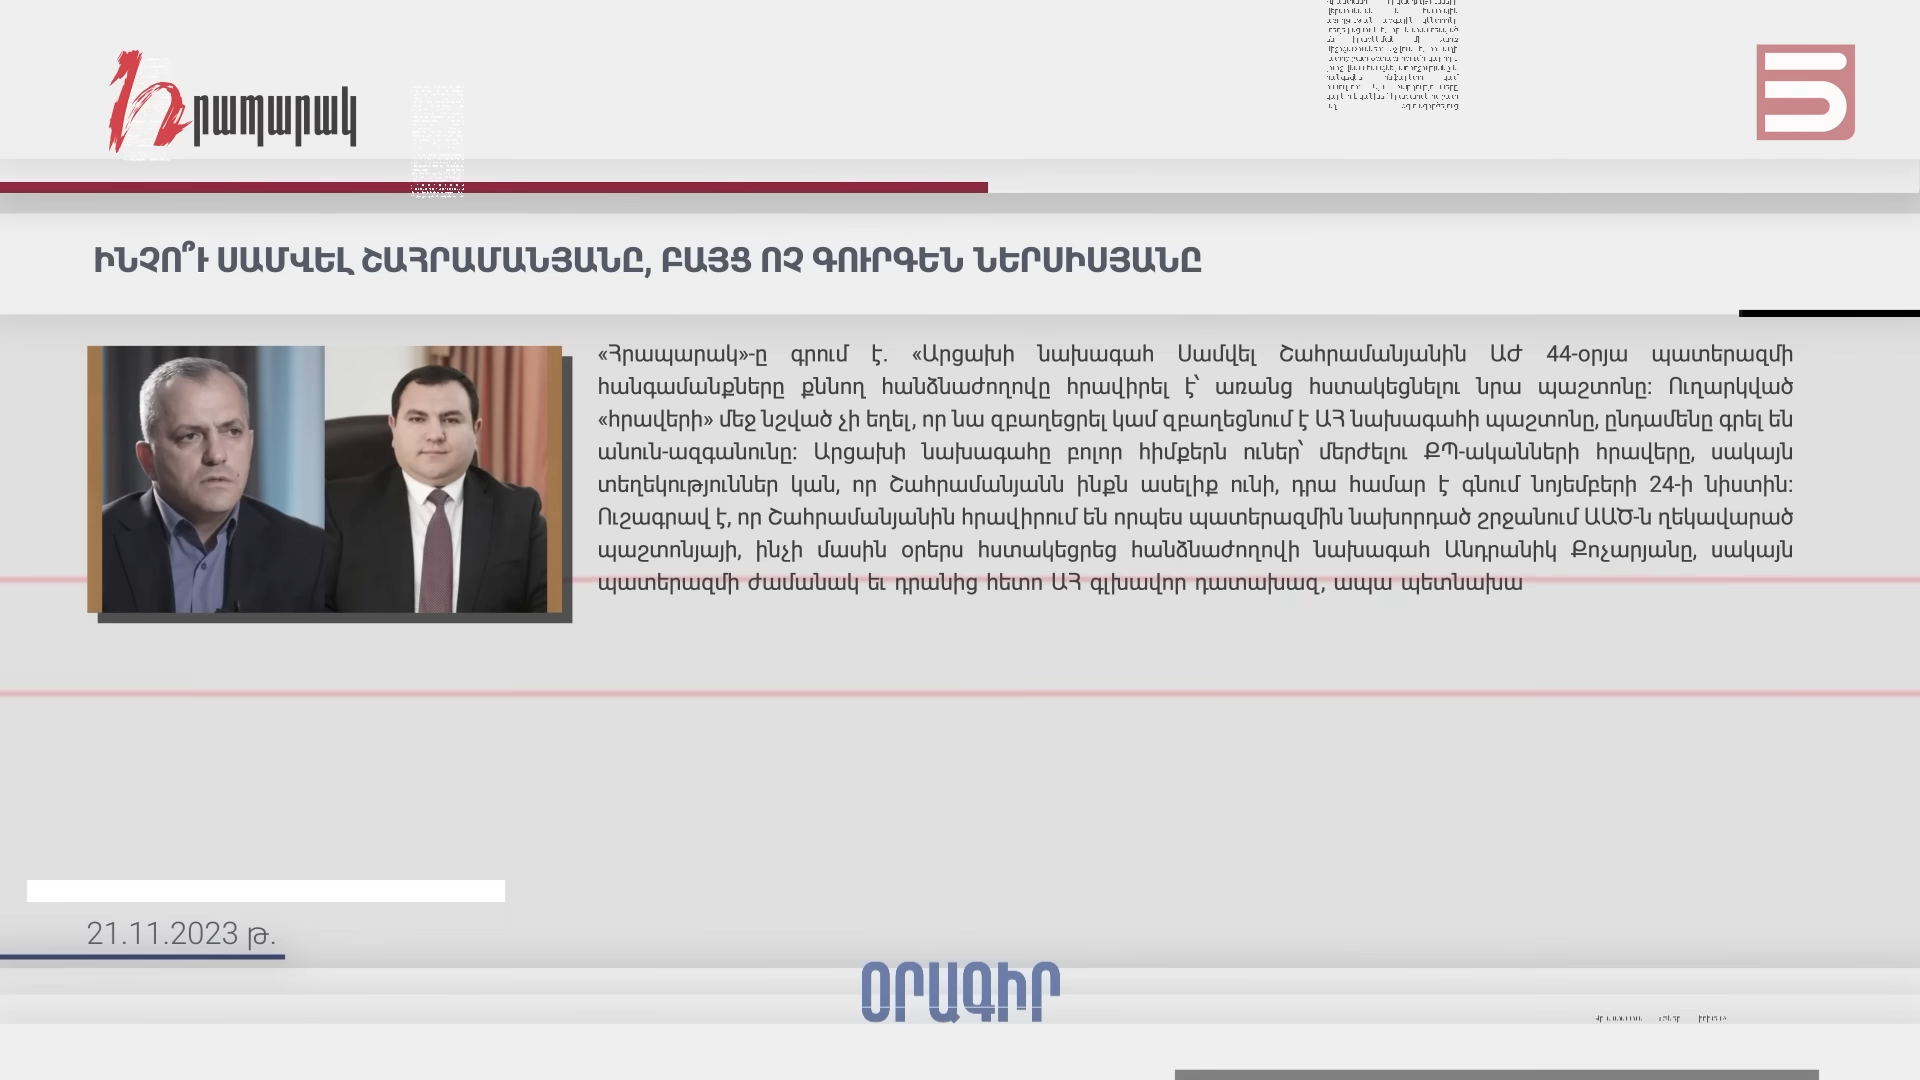 Հրապարակ
5
ԻՆՉՈ՞Ւ ՍԱՄՎԵԼ ՇԱՀՐԱՄԱՆՅԱՆԸ, ԲԱՅՑ ՈՉ ԳՈՒՐԳԵՆ ՆԵՐՍԻՍՅԱՆԸ
«Հրապարակ»-ը գրում է. «Արցախի նախագահ Սամվել Շահրամանյանին ԱԺ 44-օրյա պատերազմի
հանգամանքները քննող հանձնաժողովը հրավիրել է՝ առանց հստակեցնելու նրա պաշտոնը: Ուղարկված
«հրավերի» մեջ նշված չի եղել, որ նա զբաղեցրել կամ զբաղեցնում է ԱՀ նախագահի պաշտոնը, ընդամենը գրել են
անուն-ազգանունը: Արցախի նախագահը բոլոր հիմքերն ուներ՝ մերժելու ՔՊ-ականների հրավերը, սակայն
տեղեկություններ կան, որ Շահրամանյանն ինքն ասելիք ունի, դրա համար է գնում նոյեմբերի 24-ի նիստին:
Ուշագրավ է, որ Շահրամանյանին հրավիրում են որպես պատերազմին նախորդած շրջանում ԱԱԾ-ն ղեկավարած
պաշտոնյայի, ինչի մասին օրերս հստակեցրեց հանձնաժողովի նախագահ Անդրանիկ Քոչարյանը, սակայն
պատերազմի ժամանակ եւ դրանից հետո ԱՀ գլխավոր դատախազ, ապա պետնախա
21.11.2023 թ.
ՕՐԱԳԻՐ